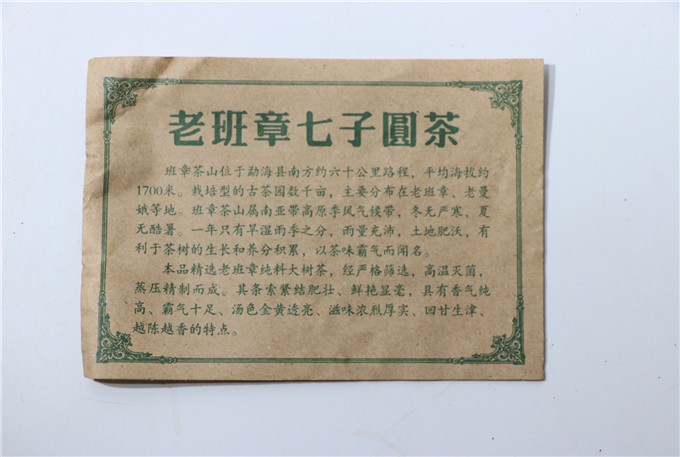 老班章七子圓茶
班章茶山位于勐海县南方约六十公里路程，平均海拔约
1700米。栽培型的古茶园数千亩，主要分布在老班章、老曼
娥等地。班章茶山属南亚带高原季风气候带，冬无严寒，夏
无酷暑。一年只有旱湿雨季之分，雨量充沛，土地肥沃，有
利于茶树的生长和养分积累，以茶味霸气而闻名。
本品精选老班章纯料大树茶，经严格筛选，高温灭菌，
蒸压精制而成。其条索紧结肥壮、鲜艳显毫，具有香气纯
高、霸气十足、汤色金黄透亮、滋味浓烈厚实、回甘生津、
越陈越香的特点。